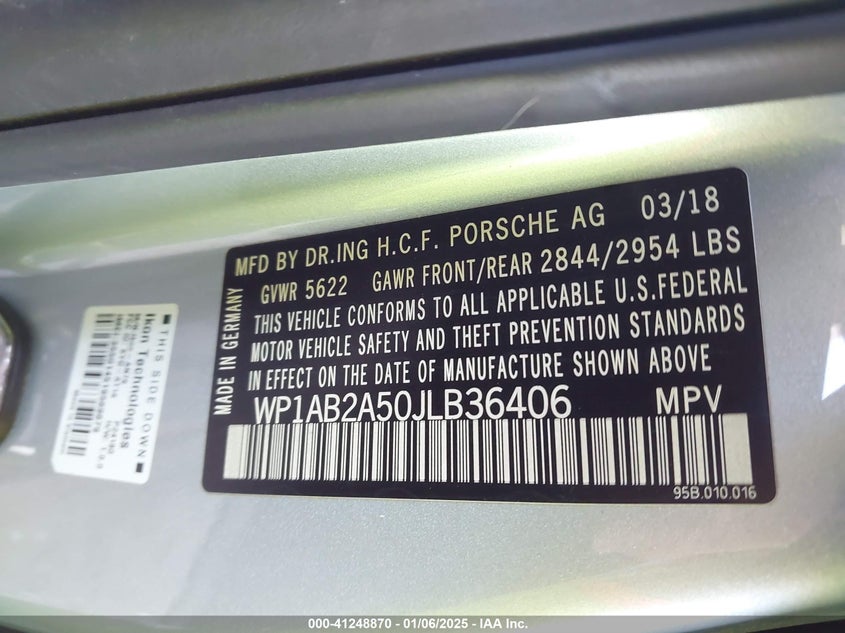 MFD BY DR.ING H.C.F. PORSCHE AG 03/18
GVWR 5622 GAWR FRONT/REAR 2844/2954 LBS
THIS VEHICLE CONFORMS TO ALL APPLICABLE U.S.FEDERAL
MOTOR VEHICLE SAFETY AND THEFT PREVENTION STANDARDS
IN EFFECT ON THE DATE OF MANUFACTURE SHOWN ABOVE
WP1AB2A50JLB36406 MPV
95B.010.016
MADE IN GERMANY
THIS SIDE DOWN
Ikon Technologies
000-41248870 - 01/06/2025 - IAA Inc.